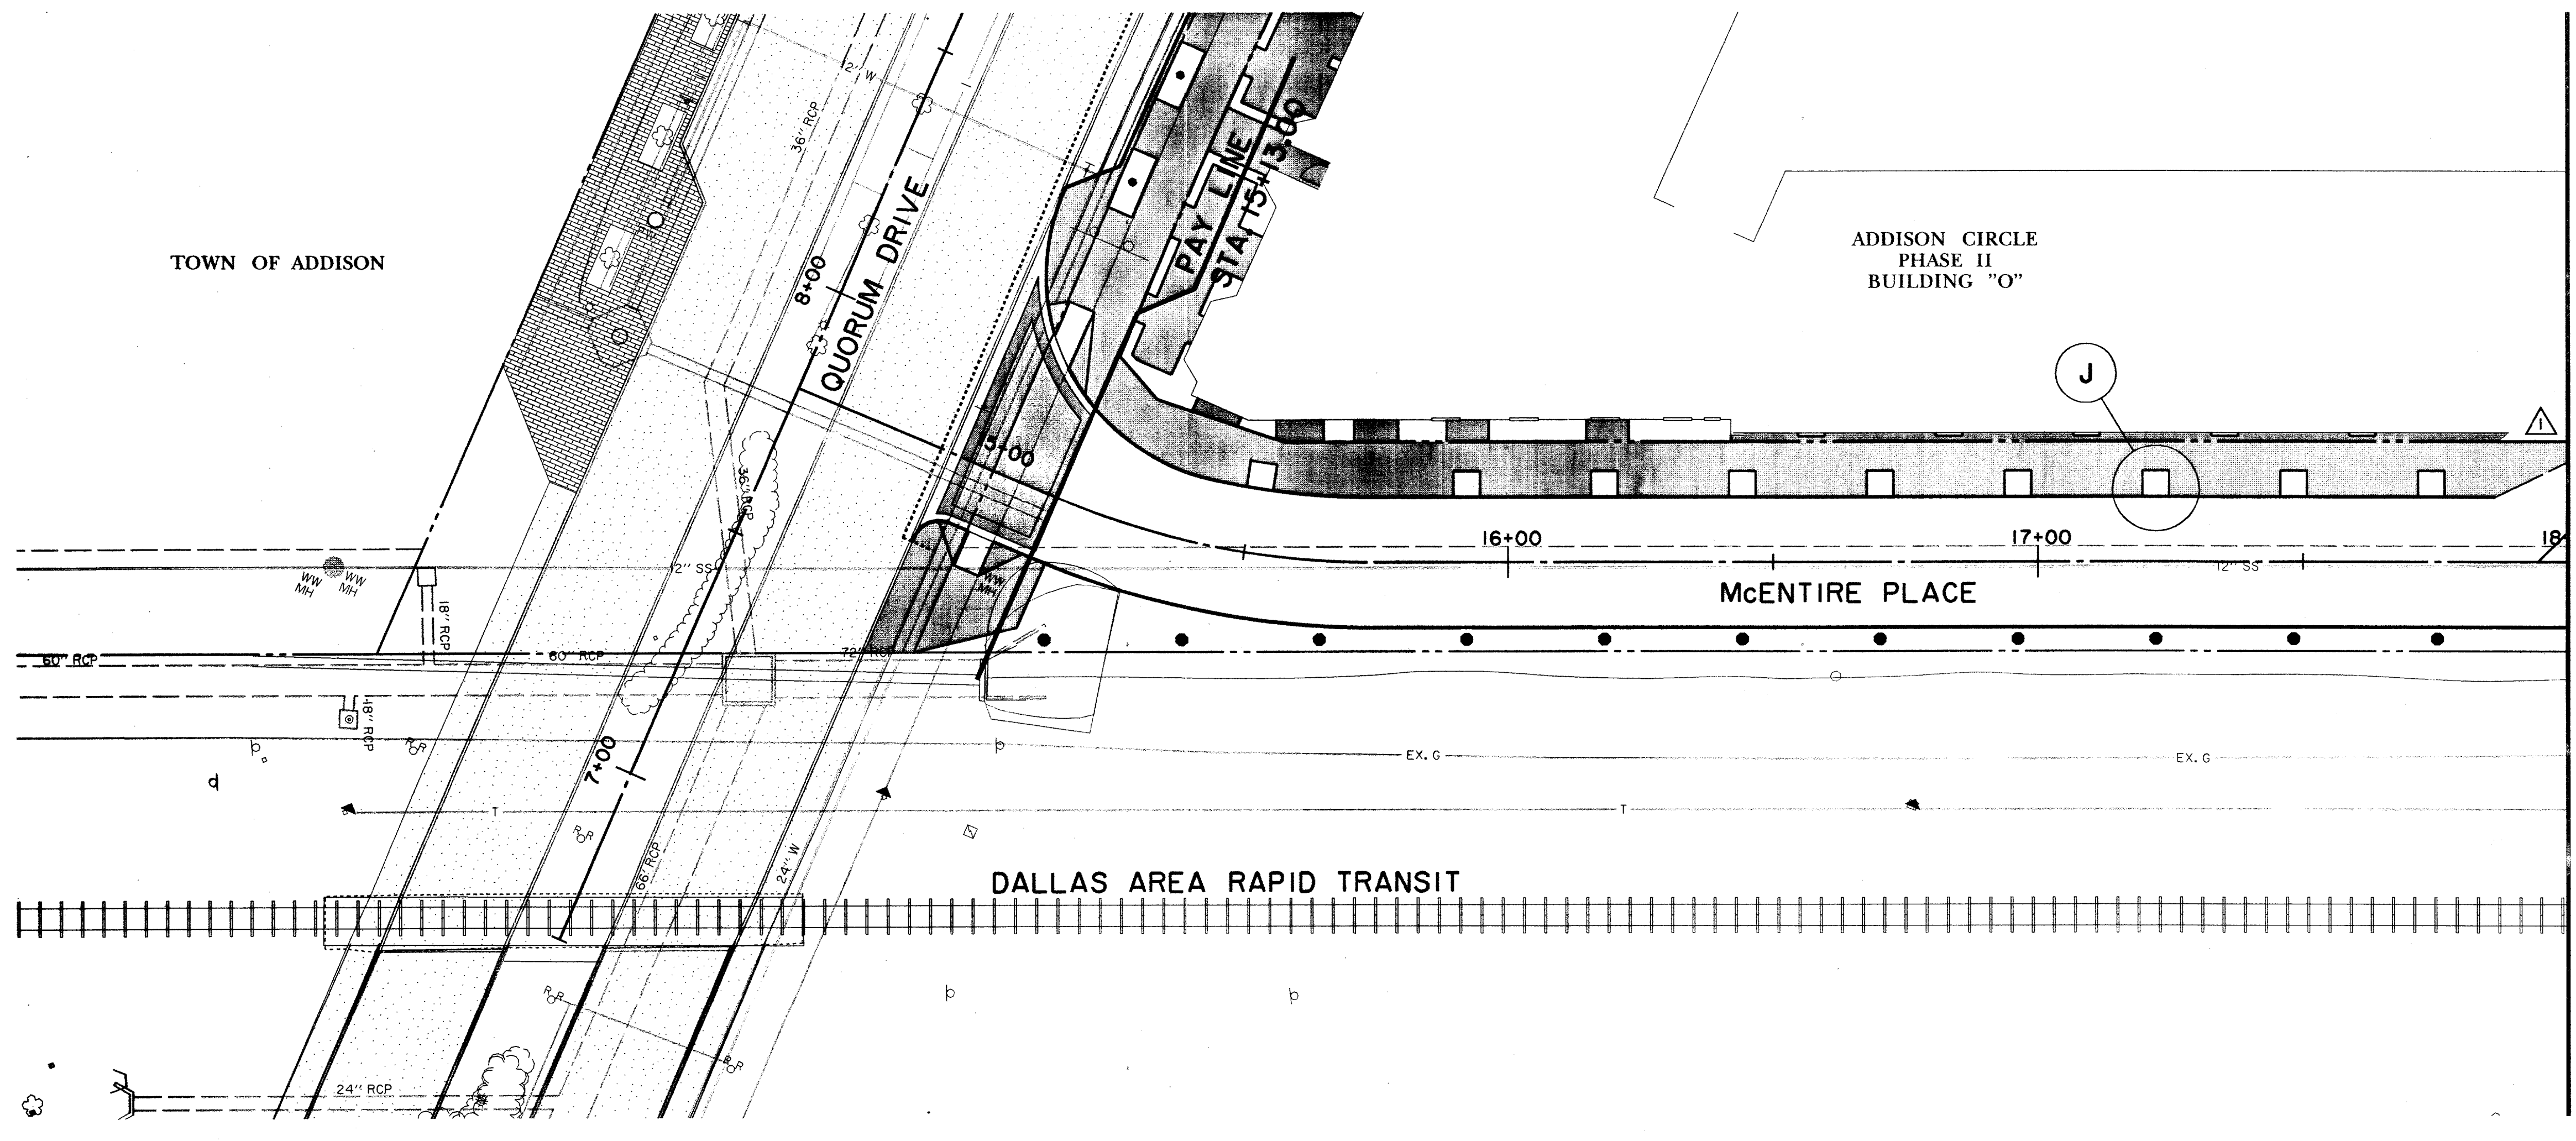 12" W
36" RCP
PAY LINE
STA. 15+13.00
QUORUM DRIVE
8+00
TOWN OF ADDISON
ADDISON CIRCLE
PHASE II
BUILDING "O"
J
1
15+00
36" RCP
16+00
17+00
18+
12" SS
12" SS
WW
MH
WW
MH
WW
MH
McENTIRE PLACE
18" RCP
60" RCP
60" RCP
72" RCP
18" RCP
7+00
R R
EX. G
EX. G
T
T
R R
66" RCP
24" W
DALLAS AREA RAPID TRANSIT
R R
R R
24" RCP